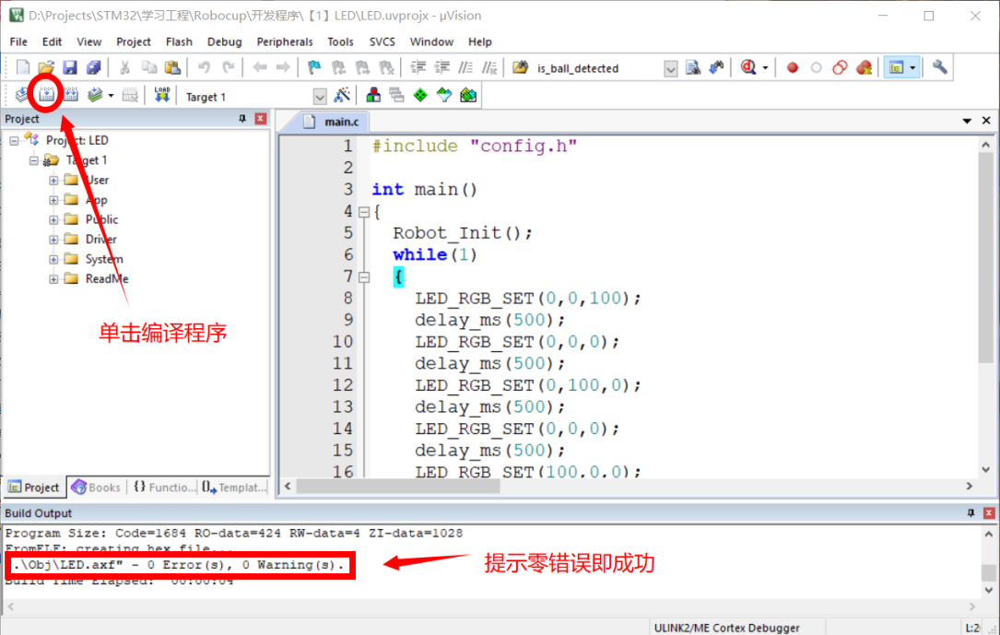 D:\Projects\STM32\学习工程\Robocup\开发程序\【1】LED\LED.uvprojx - µVision
File Edit View Project Flash Debug Peripherals Tools SVCS Window Help
is_ball_detected
LOAD Target 1
Project
main.c
Project: LED
Target 1
User
App
Public
Driver
System
ReadMe
单击编译程序
1 #include "config.h"
2
3 int main()
4 {
5 Robot_Init();
6 while(1)
7 {
8 LED_RGB_SET(0,0,100);
9 delay_ms(500);
10 LED_RGB_SET(0,0,0);
11 delay_ms(500);
12 LED_RGB_SET(0,100,0);
13 delay_ms(500);
14 LED_RGB_SET(0,0,0);
15 delay_ms(500);
16 LED_RGB_SET(100,0,0);
Project Books {} Functio... Templat...
Build Output
Program Size: Code=1684 RO-data=424 RW-data=4 ZI-data=1028
FromELF: creating hex file...
".\Obj\LED.axf" - 0 Error(s), 0 Warning(s).
Build Time Elapsed: 00:00:04
提示零错误即成功
ULINK2/ME Cortex Debugger L:2